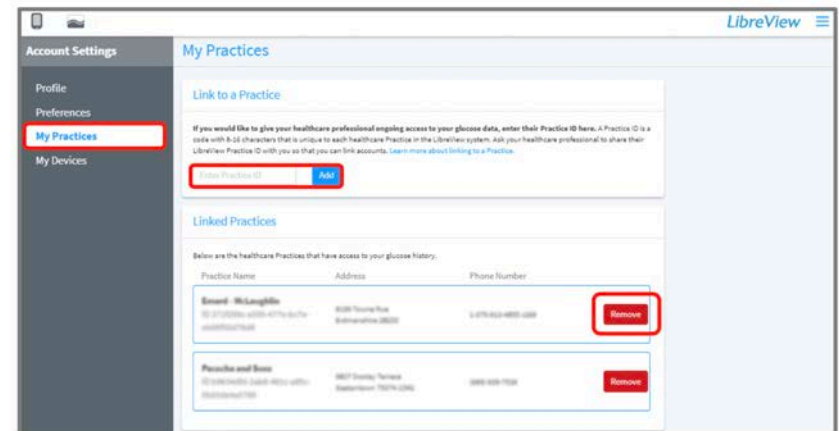 LibreView
Account Settings
My Practices
Profile
Preferences
My Practices
My Devices
Link to a Practice
If you would like to give your healthcare professional ongoing access to your glucose data, enter their Practice ID here. A Practice ID is a
code with 8-16 characters that is unique to each healthcare Practice in the LibreView system. Ask your healthcare professional to share their
LibreView Practice ID with you so that you can link accounts. Learn more about linking to a Practice.
Enter Practice ID
Add
Linked Practices
Below are the healthcare Practices that have access to your glucose history.
Practice Name Address Phone Number
Remove
Remove